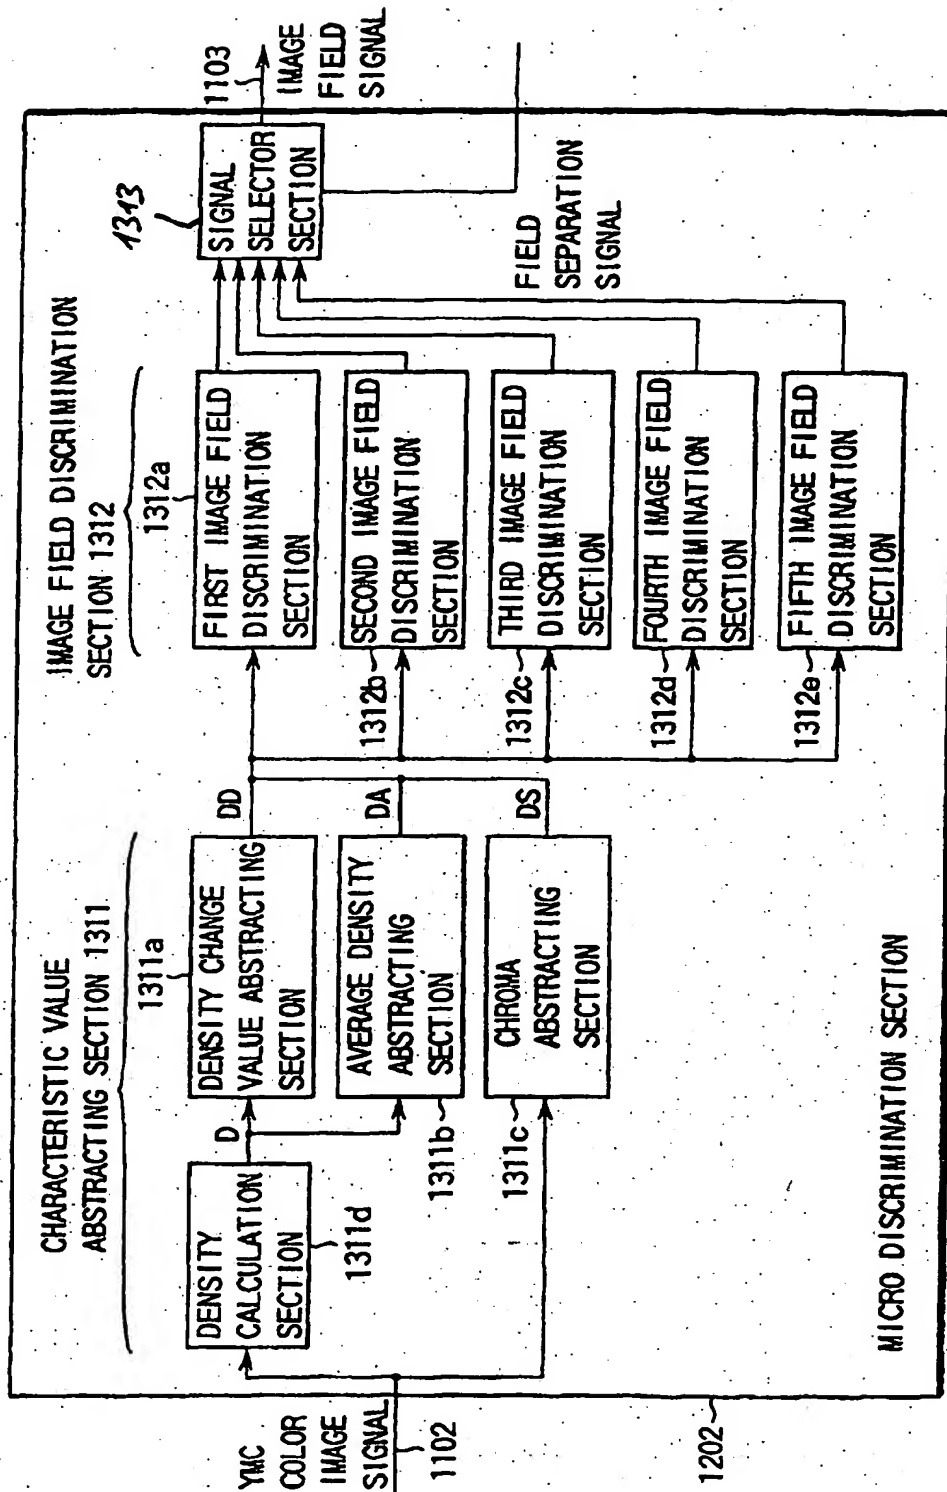 CHARACTERISTIC VALUE
ABSTRACTING SECTION 1311
IMAGE FIELD DISCRIMINATION
SECTION 1312
YMC
COLOR
IMAGE
SIGNAL
1102
DENSITY
CALCULATION
SECTION
1311d
D
1311a
DENSITY CHANGE
VALUE ABSTRACTING
SECTION
DD
AVERAGE DENSITY
ABSTRACTING
SECTION
1311b
DA
CHROMA
ABSTRACTING
SECTION
1311c
DS
1312a
FIRST IMAGE FIELD
DISCRIMINATION
SECTION
SECOND IMAGE FIELD
DISCRIMINATION
SECTION
1312b
THIRD IMAGE FIELD
DISCRIMINATION
SECTION
1312c
FOURTH IMAGE FIELD
DISCRIMINATION
SECTION
1312d
FIFTH IMAGE FIELD
DISCRIMINATION
SECTION
1312e
1313
SIGNAL
SELECTOR
SECTION
1103
IMAGE
FIELD
SIGNAL
FIELD
SEPARATION
SIGNAL
MICRO DISCRIMINATION SECTION
1202